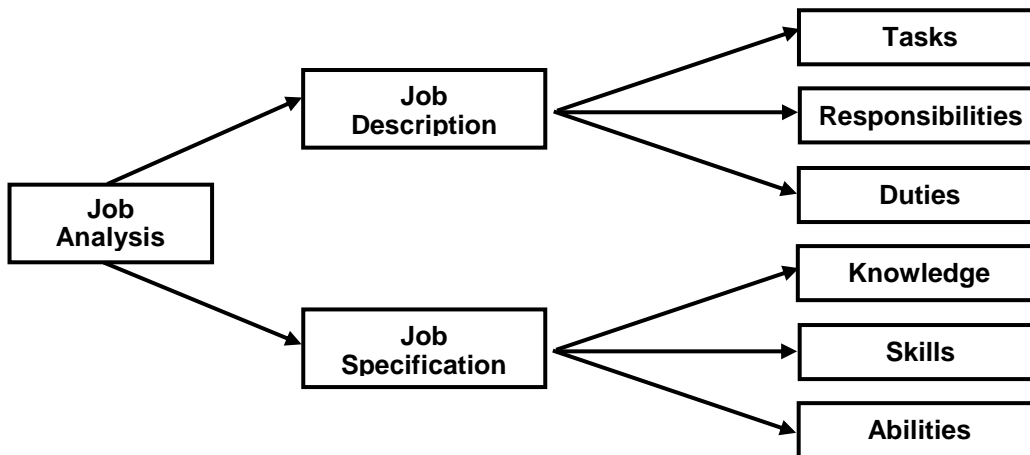 Tasks
Job
Description
Responsibilities
Duties
Job
Analysis
Knowledge
Job
Specification
Skills
Abilities